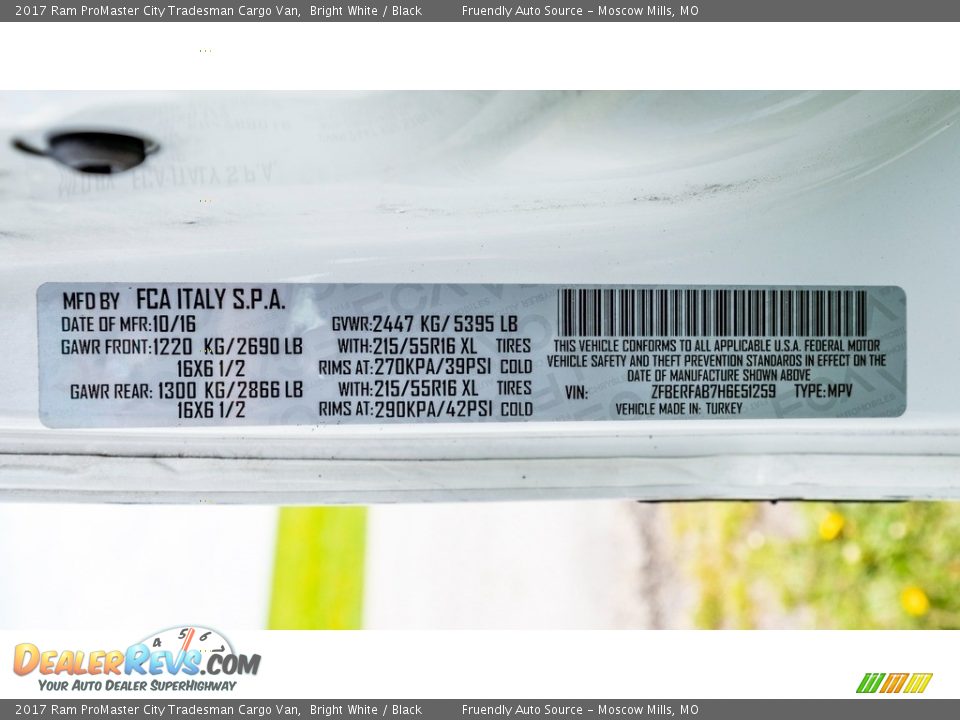 2017 Ram ProMaster City Tradesman Cargo Van, Bright White / Black Fruendly Auto Source - Moscow Mills, MO
MFD BY FCA ITALY S.P.A.
DATE OF MFR:10/16
GAWR FRONT:1220 KG/2690 LB
16X6 1/2
GAWR REAR: 1300 KG/2866 LB
16X6 1/2
GVWR:2447 KG/5395 LB
WITH:215/55R16 XL TIRES
RIMS AT:270KPA/39PSI COLD
WITH:215/55R16 XL TIRES
RIMS AT:290KPA/42PSI COLD
THIS VEHICLE CONFORMS TO ALL APPLICABLE U.S.A. FEDERAL MOTOR
VEHICLE SAFETY AND THEFT PREVENTION STANDARDS IN EFFECT ON THE
DATE OF MANUFACTURE SHOWN ABOVE
VIN: ZFBERFAB7H6E51259 TYPE:MPV
VEHICLE MADE IN: TURKEY
4 5 6 7
DEALERREVS.COM
YOUR AUTO DEALER SUPERHIGHWAY
2017 Ram ProMaster City Tradesman Cargo Van, Bright White / Black Fruendly Auto Source - Moscow Mills, MO